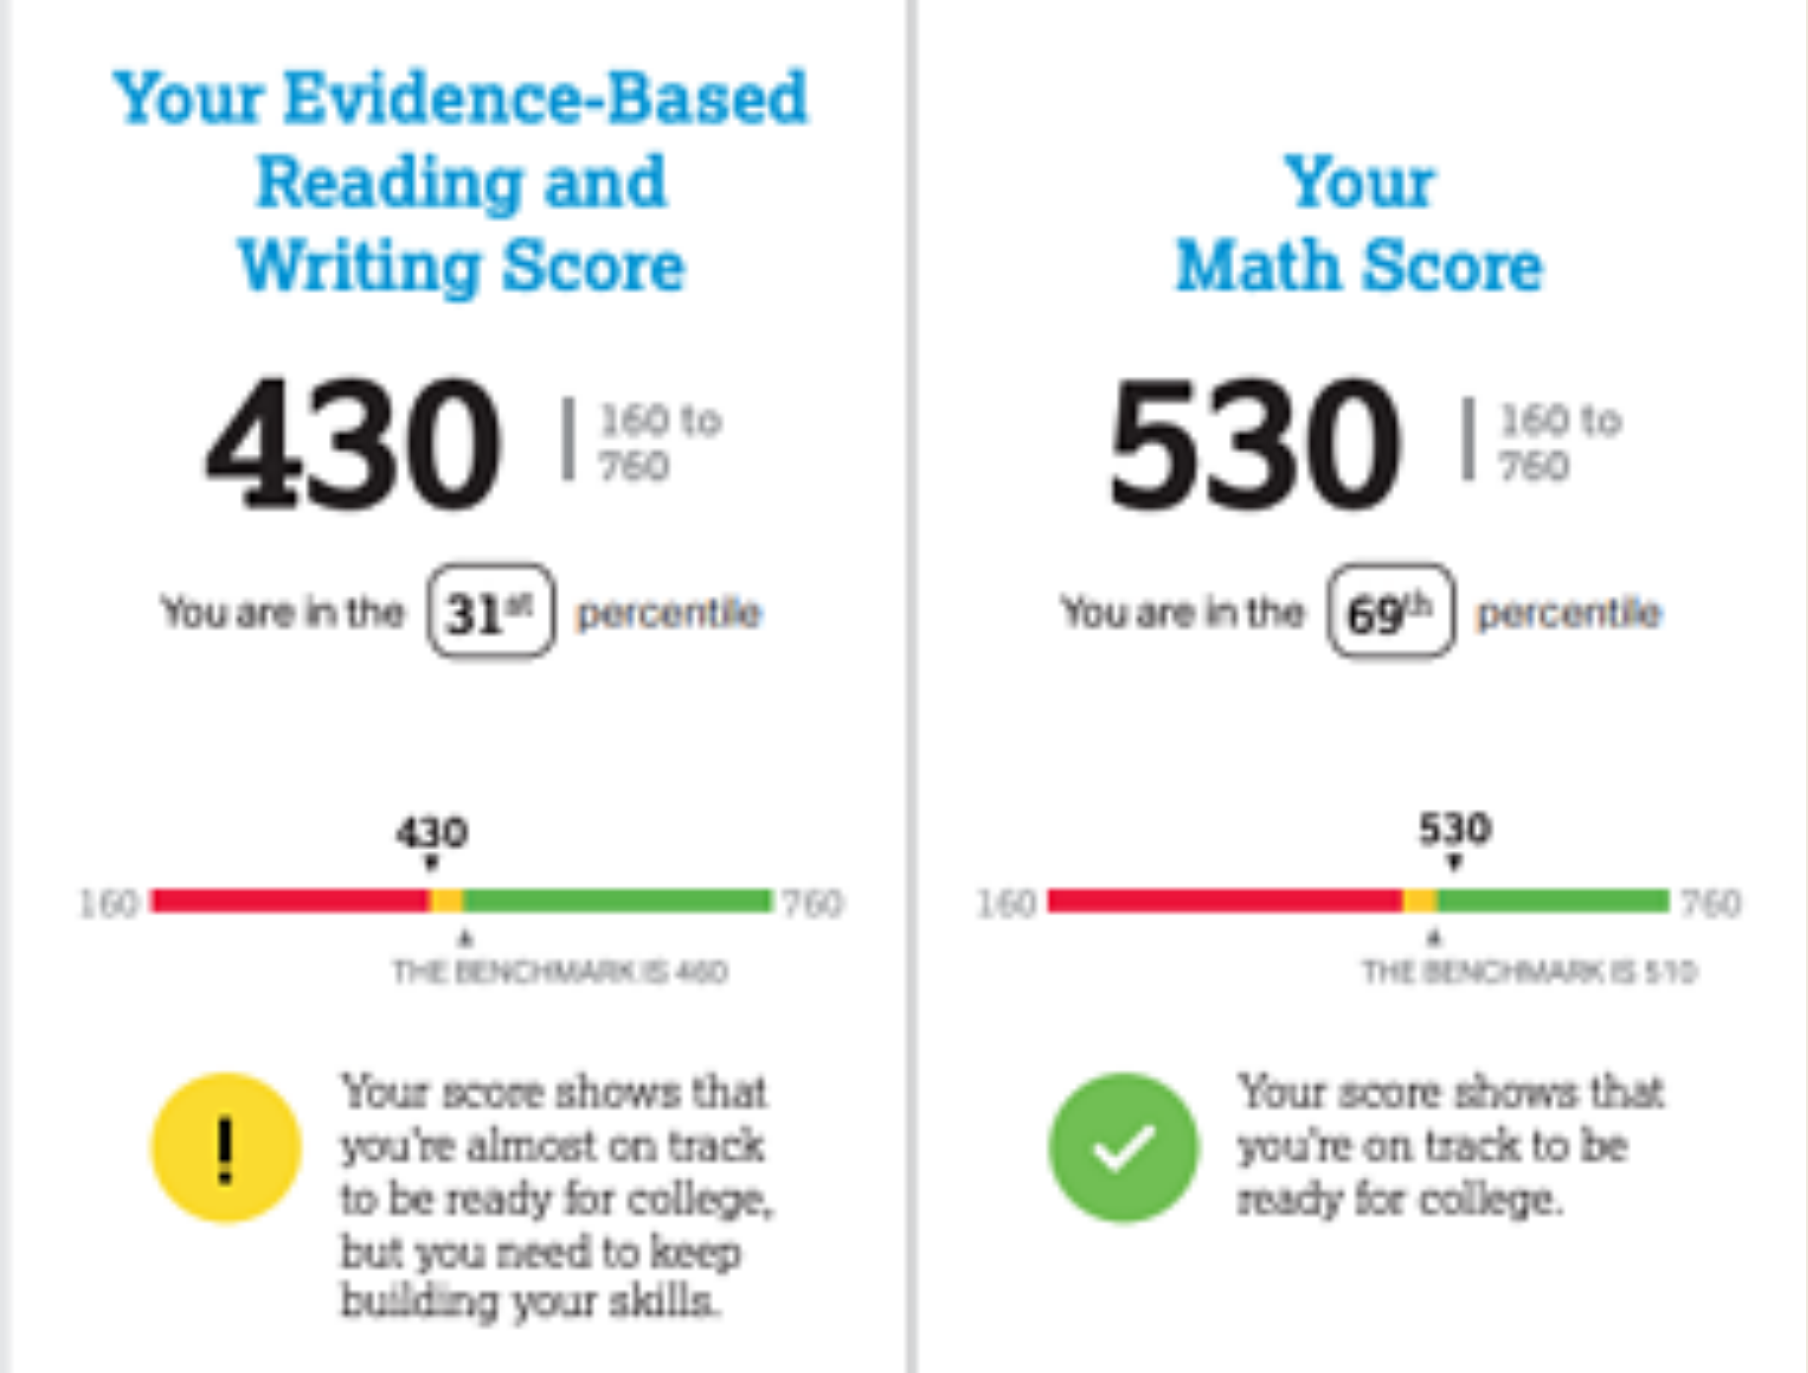 Your Evidence-Based
Reading and
Writing Score
430
160 to
760
You are in the 31st percentile
430
160
760
THE BENCHMARK IS 460
!
Your score shows that
you're almost on track
to be ready for college,
but you need to keep
building your skills.
Your
Math Score
530
160 to
760
You are in the 69th percentile
530
160
760
THE BENCHMARK IS 510
Your score shows that
you're on track to be
ready for college.